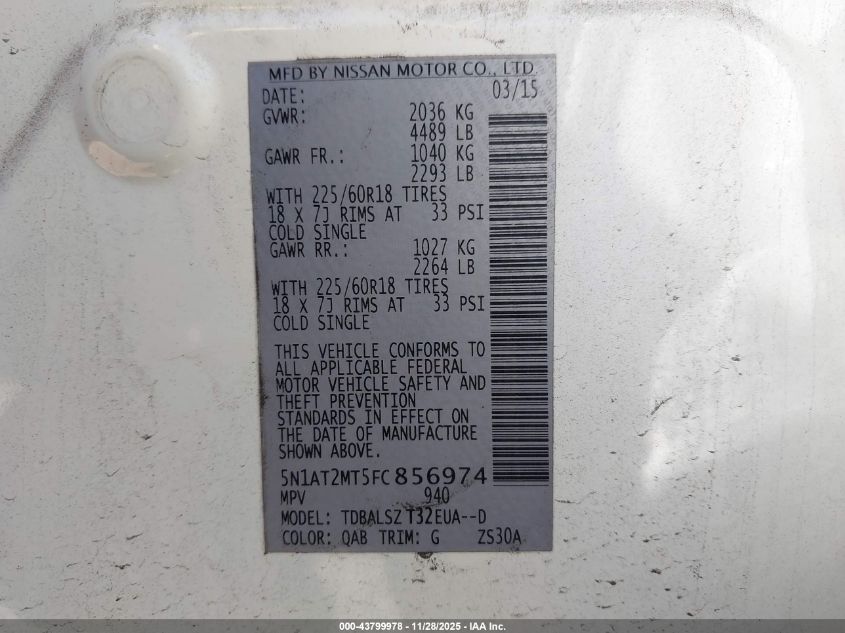 MFD BY NISSAN MOTOR CO., LTD.
DATE: 03/15
GVWR: 2036 KG
4489 LB
GAWR FR.: 1040 KG
2293 LB
WITH 225/60R18 TIRES
18 X 7J RIMS AT 33 PSI
COLD SINGLE
GAWR RR.: 1027 KG
2264 LB
WITH 225/60R18 TIRES
18 X 7J RIMS AT 33 PSI
COLD SINGLE
THIS VEHICLE CONFORMS TO
ALL APPLICABLE FEDERAL
MOTOR VEHICLE SAFETY AND
THEFT PREVENTION
STANDARDS IN EFFECT ON
THE DATE OF MANUFACTURE
SHOWN ABOVE.
5N1AT2MT5FC856974
MPV 940
MODEL: TDBALSZ T32EUA--D
COLOR: QAB TRIM: G ZS30A
000-43799978 - 11/28/2025 - IAA Inc.